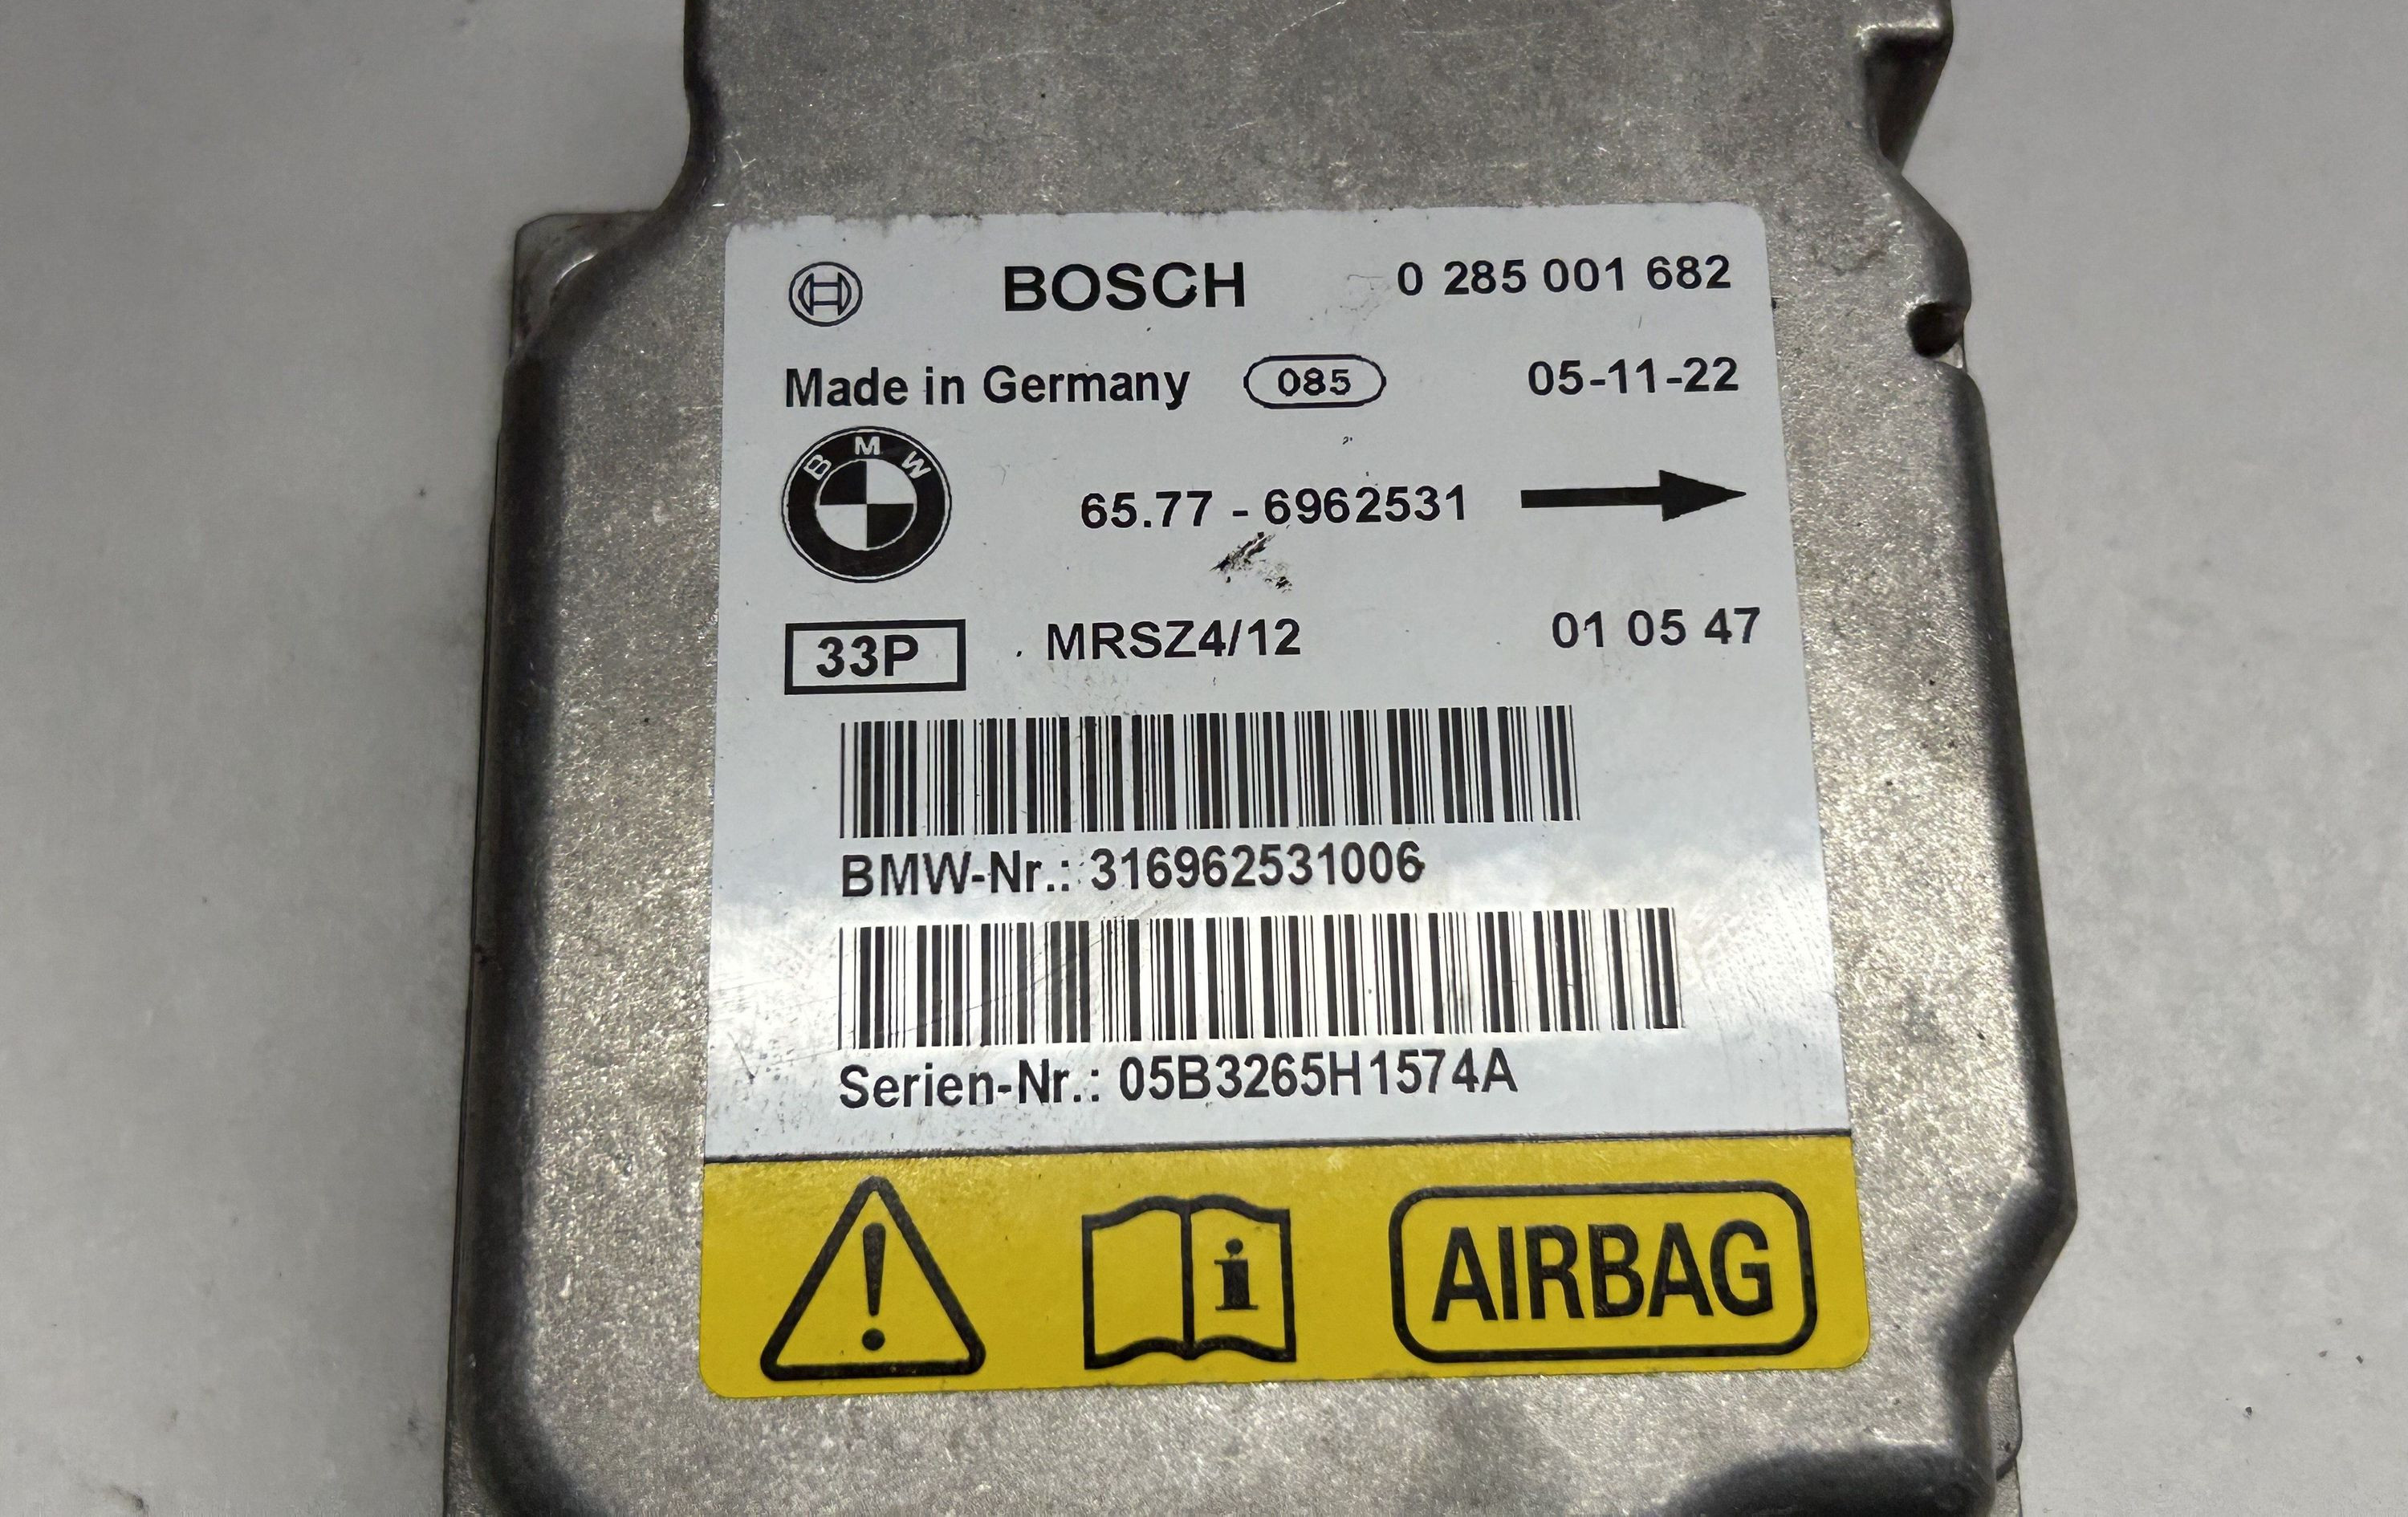 BOSCH 0 285 001 682
Made in Germany 085 05-11-22
BMW 65.77 - 6962531
33P MRSZ4/12 01 05 47
BMW-Nr.: 316962531006
Serien-Nr.: 05B3265H1574A
i AIRBAG